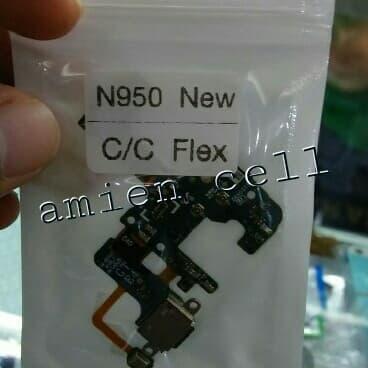 N950 New
C/C Flex
amien cell